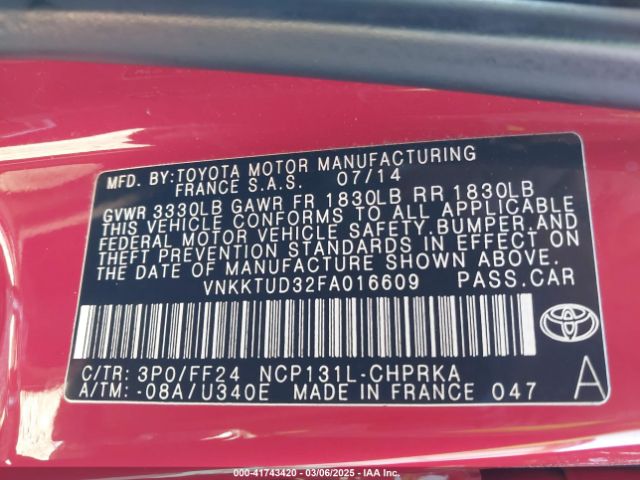 MFD. BY: TOYOTA MOTOR MANUFACTURING
FRANCE S.A.S. 07/14
GVWR 3330LB GAWR FR 1830LB RR 1830LB
THIS VEHICLE CONFORMS TO ALL APPLICABLE
FEDERAL MOTOR VEHICLE SAFETY, BUMPER, AND
THEFT PREVENTION STANDARDS IN EFFECT ON
THE DATE OF MANUFACTURE SHOWN ABOVE.
VNKKTUD32FA016609 PASS.CAR
C/TR: 3P0/FF24 NCP131L-CHPRKA
A/TM: -08A/U340E MADE IN FRANCE 047
A
000-41743420 - 03/06/2025 - IAA Inc.